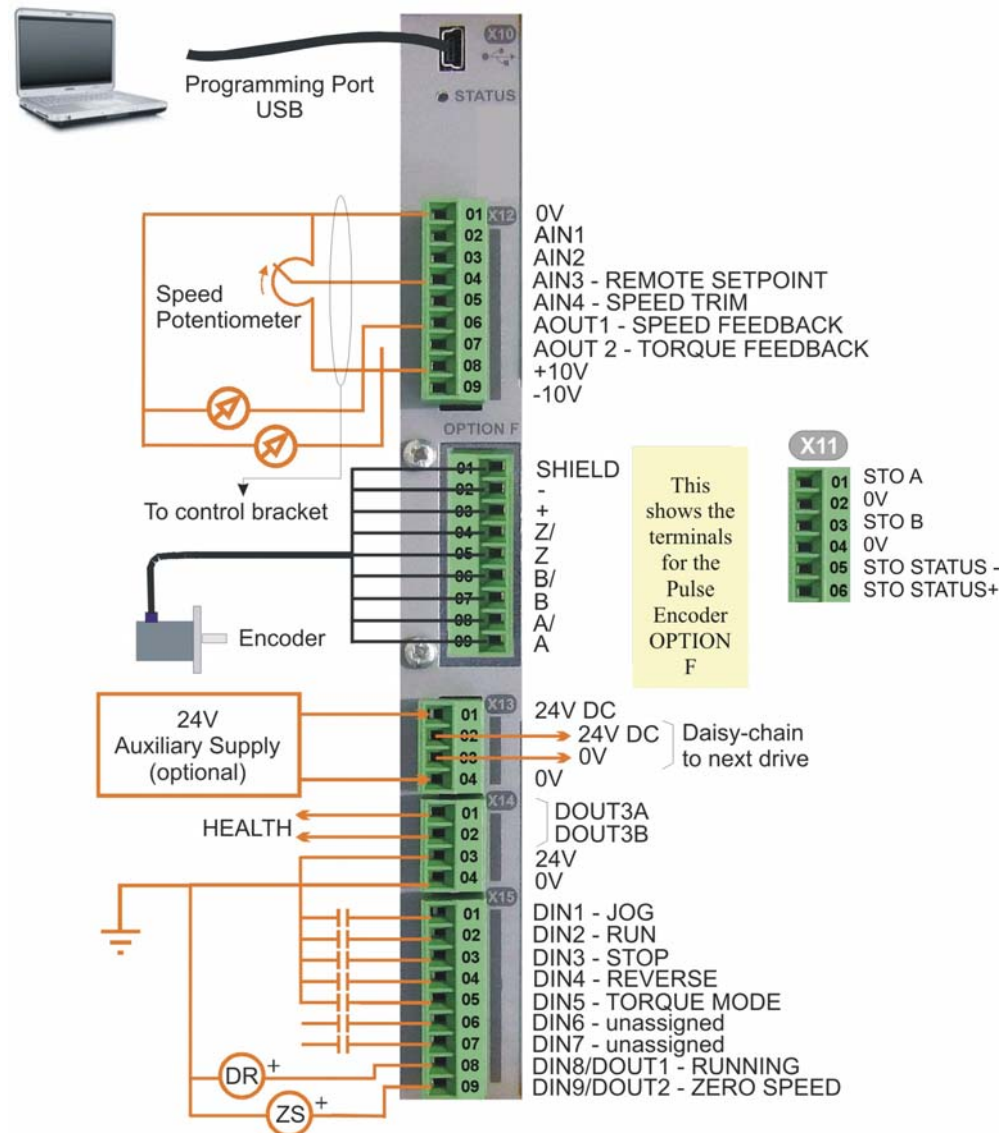 X10
Programming Port
USB
STATUS
01 X12 0V
02 AIN1
03 AIN2
04 AIN3 - REMOTE SETPOINT
05 AIN4 - SPEED TRIM
06 AOUT1 - SPEED FEEDBACK
07 AOUT 2 - TORQUE FEEDBACK
08 +10V
09 -10V
Speed
Potentiometer
To control bracket
OPTION F
01 SHIELD
02 -
03 +
04 Z/
05 Z
06 B/
07 B
08 A/
09 A
Encoder
This
shows the
terminals
for the
Pulse
Encoder
OPTION
F
X11
01 STO A
02 0V
03 STO B
04 0V
05 STO STATUS -
06 STO STATUS+
24V
Auxiliary Supply
(optional)
X13
01 24V DC
02 24V DC
03 0V
04 0V
Daisy-chain
to next drive
HEALTH
X14
01 DOUT3A
02 DOUT3B
03 24V
04 0V
X15
01 DIN1 - JOG
02 DIN2 - RUN
03 DIN3 - STOP
04 DIN4 - REVERSE
05 DIN5 - TORQUE MODE
06 DIN6 - unassigned
07 DIN7 - unassigned
08 DIN8/DOUT1 - RUNNING
09 DIN9/DOUT2 - ZERO SPEED
DR +
ZS +